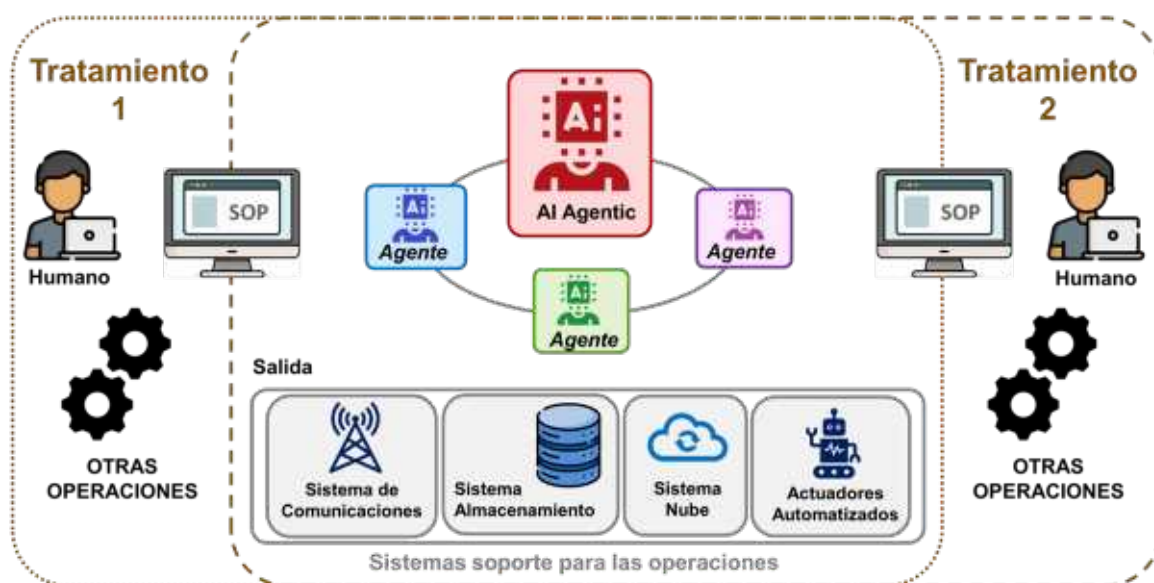 Tratamiento
1
Humano
OTRAS
OPERACIONES
SOP
Ai
AI Agentic
Ai
Agente
Ai
Agente
Ai
Agente
Salida
Sistema de
Comunicaciones
Sistema
Almacenamiento
Sistema
Nube
Actuadores
Automatizados
Sistemas soporte para las operaciones
Tratamiento
2
SOP
Humano
OTRAS
OPERACIONES